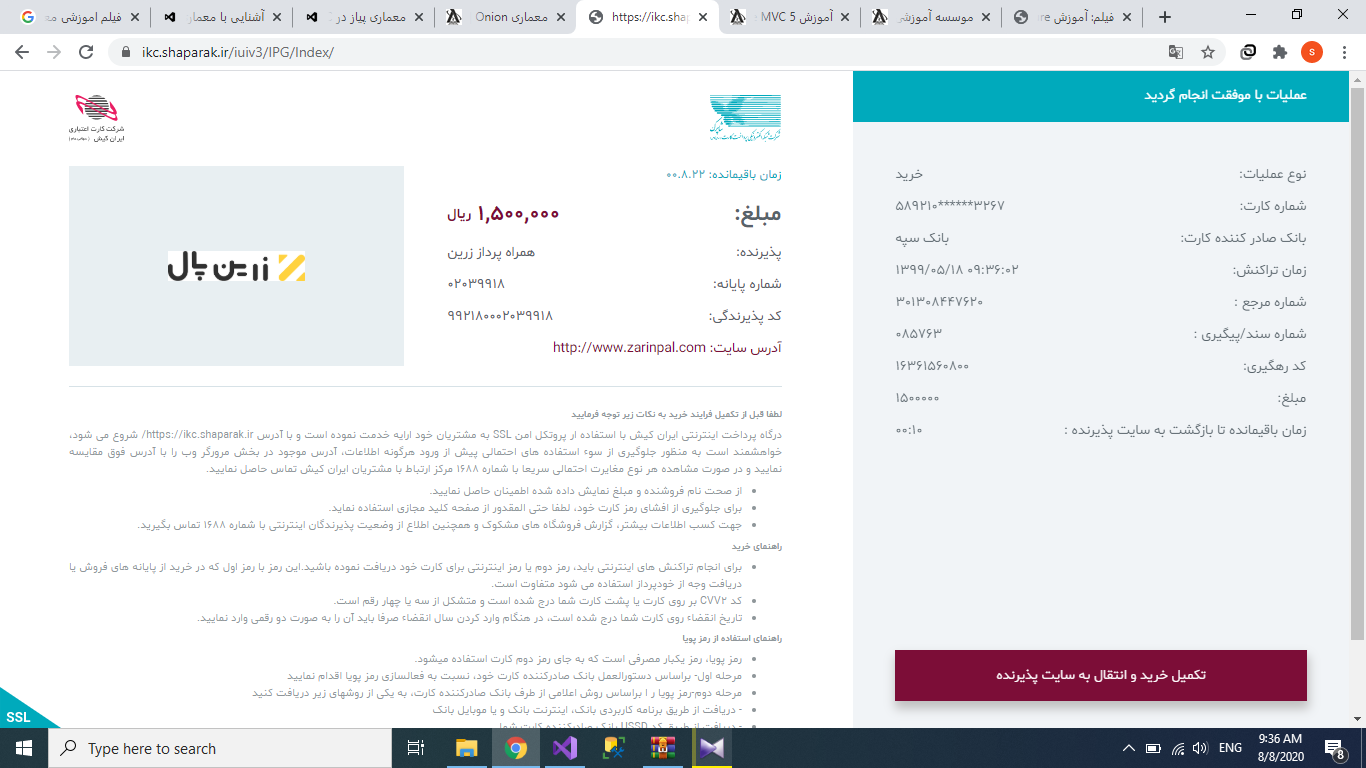 فیلم آموزشی مع
آشنایی با معمار
معماری پیاز در
معماری Onion
https://ikc.shap
آموزش MVC 5
موسسه آموزشی
فیلم: آموزش re
ikc.shaparak.ir/iuiv3/IPG/Index/
S
عملیات با موفقت انجام گردید
نوع عملیات: خرید
شماره کارت: ۵۸۹۲۱۰******۳۲۶۷
بانک صادر کننده کارت: بانک سپه
زمان تراکنش: ۱۳۹۹/۰۵/۱۸ ۰۹:۳۶:۰۲
شماره مرجع : ۳۰۱۳۰۸۴۴۷۶۲۰
شماره سند/پیگیری : ۰۸۵۷۶۳
کد رهگیری: ۱۶۳۶۱۵۶۰۸۰۰
مبلغ: ۱۵۰۰۰۰۰
زمان باقیمانده تا بازگشت به سایت پذیرنده : ۰۰:۱۰
تکمیل خرید و انتقال به سایت پذیرنده
شاپرک
شرکت کارت اعتباری
ایران کیش
زمان باقیمانده: ۰۰.۸.۲۲
مبلغ: ۱,۵۰۰,۰۰۰ ریال
پذیرنده: همراه پرداز زرین
شماره پایانه: ۰۲۰۳۹۹۱۸
کد پذیرندگی: ۹۹۲۱۸۰۰۰۲۰۳۹۹۱۸
آدرس سایت: http://www.zarinpal.com
زرین پال
لطفا قبل از تکمیل فرایند خرید به نکات زیر توجه فرمایید
درگاه پرداخت اینترنتی ایران کیش با استفاده ار پروتکل امن SSL به مشتریان خود ارایه خدمت نموده است و با آدرس https://ikc.shaparak.ir/ شروع می شود،
خواهشمند است به منظور جلوگیری از سوء استفاده های احتمالی پیش از ورود هرگونه اطلاعات، آدرس موجود در بخش مرورگر وب را با آدرس فوق مقایسه
نمایید و در صورت مشاهده هر نوع مغایرت احتمالی سریعا با شماره ۱۶۸۸ مرکز ارتباط با مشتریان ایران کیش تماس حاصل نمایید.
• از صحت نام فروشنده و مبلغ نمایش داده شده اطمینان حاصل نمایید.
• برای جلوگیری از افشای رمز کارت خود، لطفا حتی المقدور از صفحه کلید مجازی استفاده نماید.
• جهت کسب اطلاعات بیشتر، گزارش فروشگاه های مشکوک و همچنین اطلاع از وضعیت پذیرندگان اینترنتی با شماره ۱۶۸۸ تماس بگیرید.
راهنمای خرید
• برای انجام تراکنش های اینترنتی باید، رمز دوم یا رمز اینترنتی برای کارت خود دریافت نموده باشید.این رمز با رمز اول که در خرید از پایانه های فروش یا
دریافت وجه از خودپرداز استفاده می شود متفاوت است.
• کد CVV۲ بر روی کارت یا پشت کارت شما درج شده است و متشکل از سه یا چهار رقم است.
• تاریخ انقضاء روی کارت شما درج شده است، در هنگام وارد کردن سال انقضاء صرفا باید آن را به صورت دو رقمی وارد نمایید.
راهنمای استفاده از رمز پویا
• رمز پویا، رمز یکبار مصرفی است که به جای رمز دوم کارت استفاده میشود.
• مرحله اول- براساس دستورالعمل بانک صادرکننده کارت خود، نسبت به فعالسازی رمز پویا اقدام نمایید
• مرحله دوم-رمز پویا ر ا براساس روش اعلامی از طرف بانک صادرکننده کارت، به یکی از روشهای زیر دریافت کنید
• - دریافت از طریق برنامه کاربردی بانک، اینترنت بانک و یا موبایل بانک
• - دریافت از طریق کد USSD بانک صادرکننده کارت شما
SSL
Type here to search
ENG
9:36 AM
8/8/2020
8